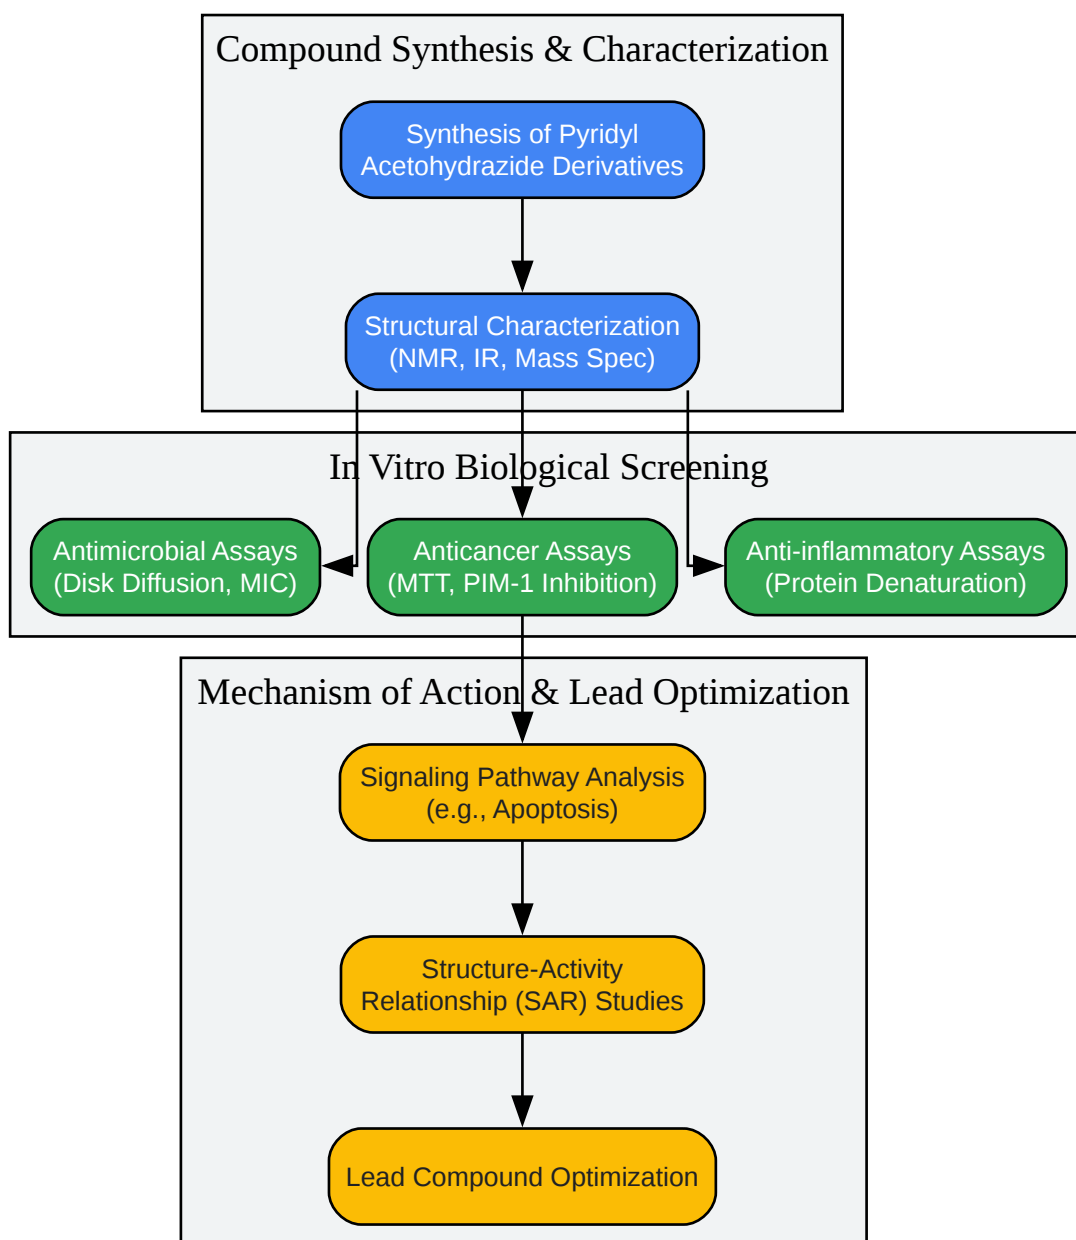 Compound Synthesis & Characterization
Synthesis of Pyridyl
Acetohydrazide Derivatives
Structural Characterization
(NMR, IR, Mass Spec)
In Vitro Biological Screening
Antimicrobial Assays
(Disk Diffusion, MIC)
Anticancer Assays
(MTT, PIM-1 Inhibition)
Anti-inflammatory Assays
(Protein Denaturation)
Mechanism of Action & Lead Optimization
Signaling Pathway Analysis
(e.g., Apoptosis)
Structure-Activity
Relationship (SAR) Studies
Lead Compound Optimization